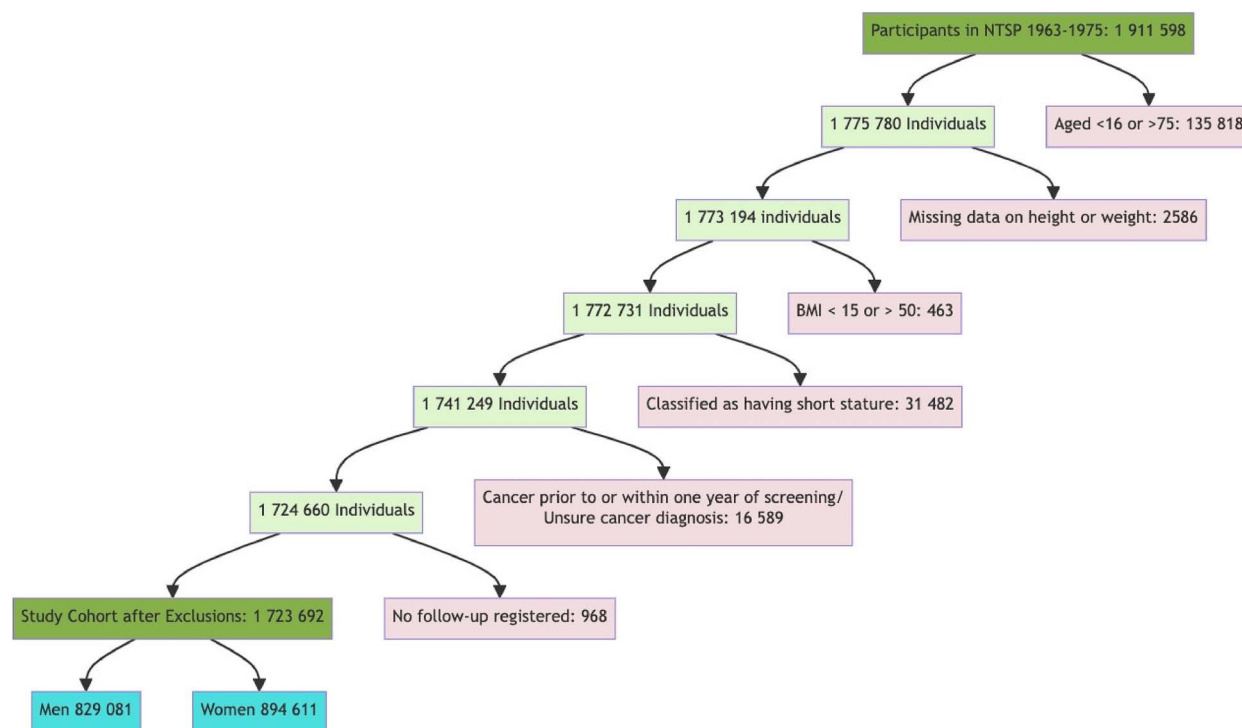 Participants in NTSP 1963-1975: 1 911 598
1 775 780 Individuals
Aged <16 or >75: 135 818
1 773 194 individuals
Missing data on height or weight: 2586
1 772 731 Individuals
BMI < 15 or > 50: 463
1 741 249 Individuals
Classified as having short stature: 31 482
1 724 660 Individuals
Cancer prior to or within one year of screening/
Unsure cancer diagnosis: 16 589
Study Cohort after Exclusions: 1 723 692
No follow-up registered: 968
Men 829 081
Women 894 611